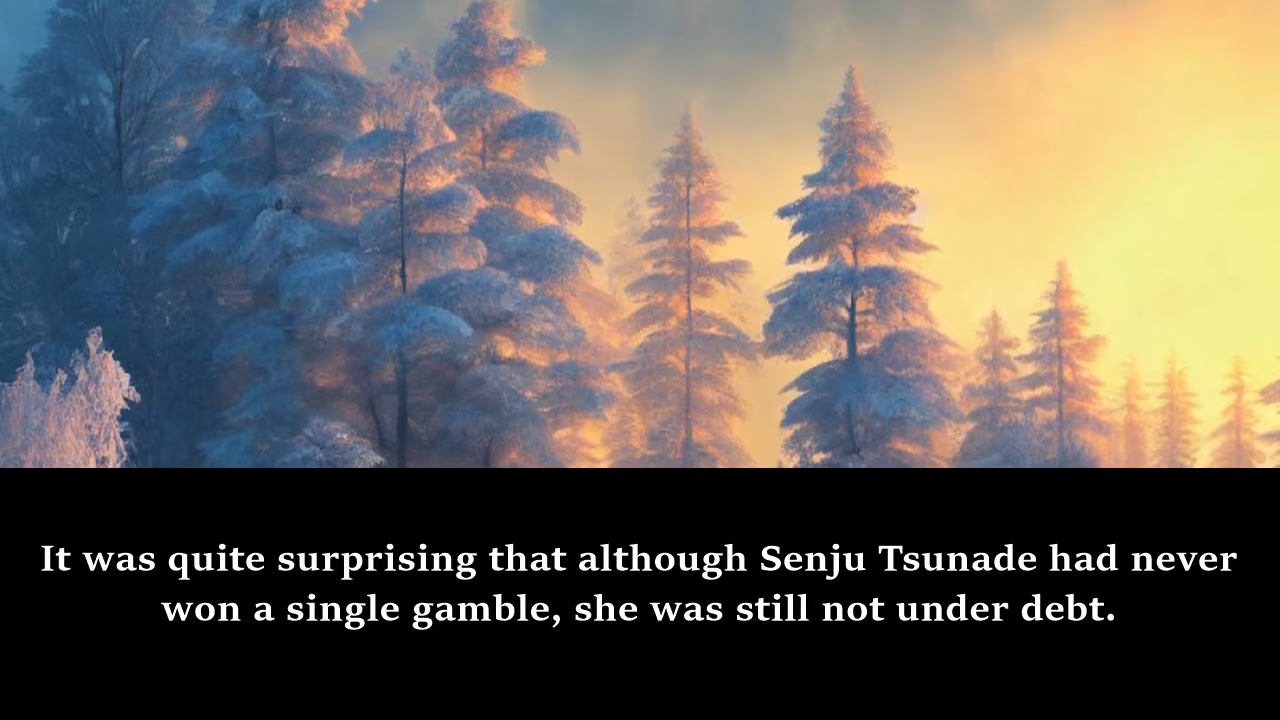 It was quite surprising that although Senju Tsunade had never
won a single gamble, she was still not under debt.